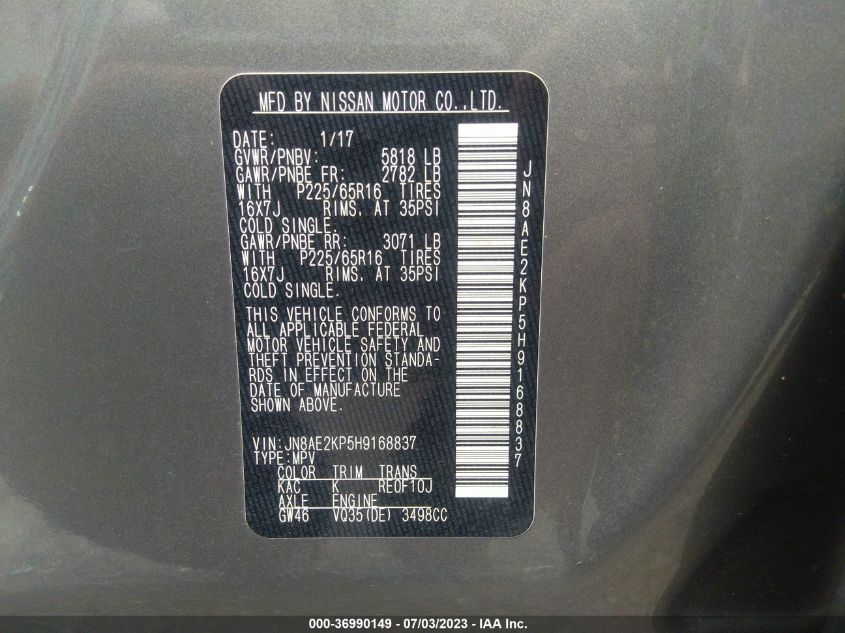 MFD BY NISSAN MOTOR CO.,LTD.
DATE: 1/17
GVWR/PNBV: 5818 LB
GAWR/PNBE FR: 2782 LB
WITH P225/65R16 TIRES
16X7J RIMS, AT 35PSI
COLD SINGLE.
GAWR/PNBE RR: 3071 LB
WITH P225/65R16 TIRES
16X7J RIMS, AT 35PSI
COLD SINGLE.
THIS VEHICLE CONFORMS TO
ALL APPLICABLE FEDERAL
MOTOR VEHICLE SAFETY AND
THEFT PREVENTION STANDA-
RDS IN EFFECT ON THE
DATE OF MANUFACTURE
SHOWN ABOVE.
VIN:JN8AE2KP5H9168837
TYPE:MPV
COLOR TRIM TRANS
KAC K RE0F10J
AXLE ENGINE
GW46 VQ35(DE) 3498CC
JN8AE2KP5H9168837
000-36990149 - 07/03/2023 - IAA Inc.